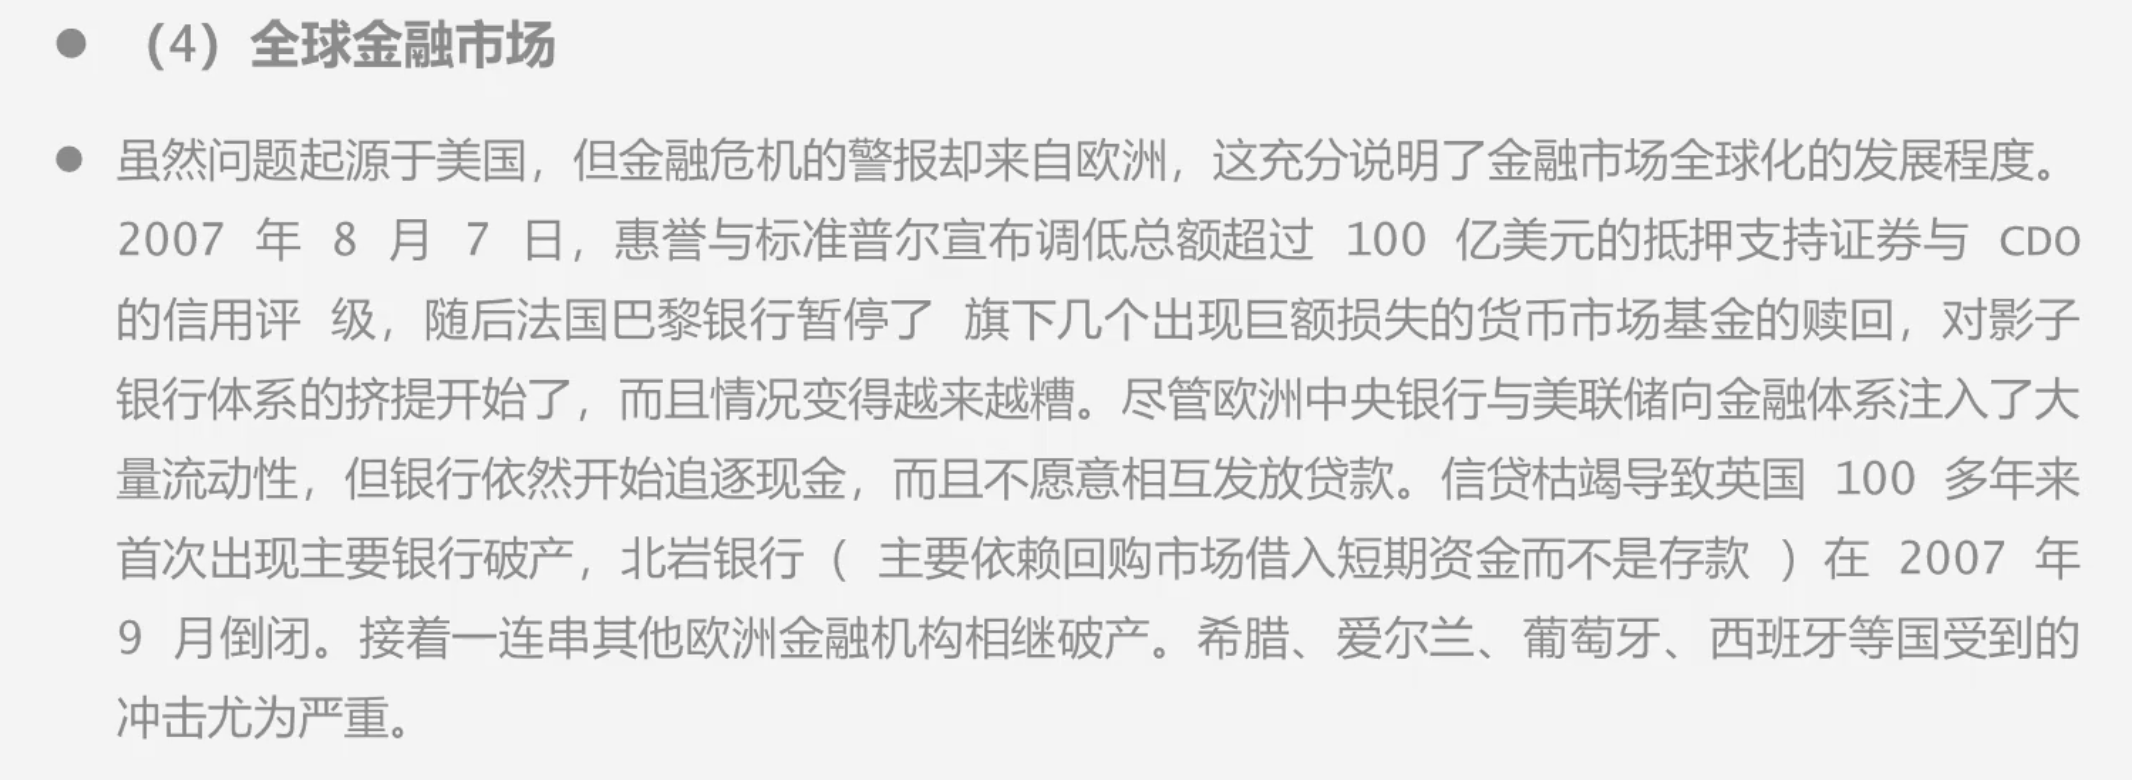 ● （4）全球金融市场
● 虽然问题起源于美国，但金融危机的警报却来自欧洲，这充分说明了金融市场全球化的发展程度。
2007 年 8 月 7 日，惠誉与标准普尔宣布调低总额超过 100 亿美元的抵押支持证券与 CDO
的信用评 级，随后法国巴黎银行暂停了 旗下几个出现巨额损失的货币市场基金的赎回，对影子
银行体系的挤提开始了，而且情况变得越来越糟。尽管欧洲中央银行与美联储向金融体系注入了大
量流动性，但银行依然开始追逐现金，而且不愿意相互发放贷款。信贷枯竭导致英国 100 多年来
首次出现主要银行破产，北岩银行（ 主要依赖回购市场借入短期资金而不是存款 ）在 2007 年
9 月倒闭。接着一连串其他欧洲金融机构相继破产。希腊、爱尔兰、葡萄牙、西班牙等国受到的
冲击尤为严重。